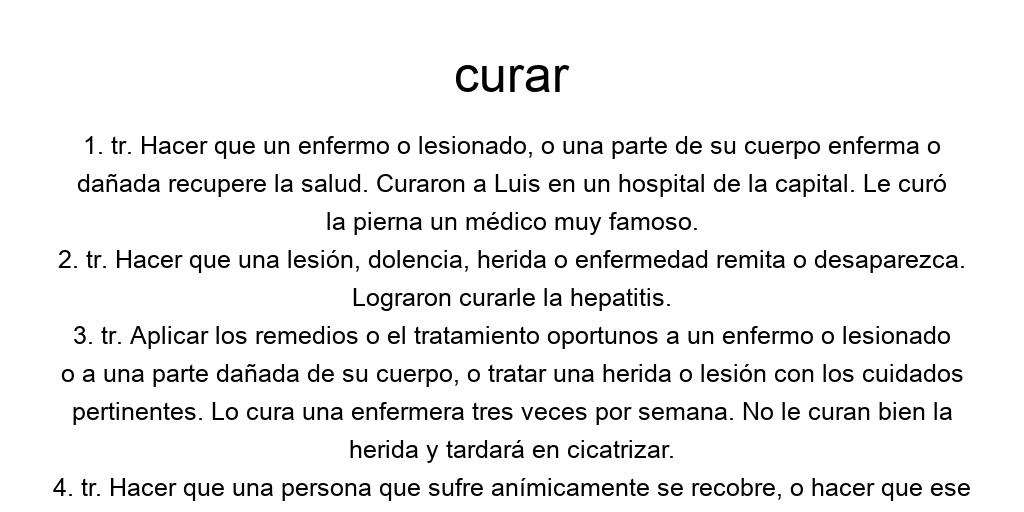 curar
1. tr. Hacer que un enfermo o lesionado, o una parte de su cuerpo enferma o
dañada recupere la salud. Curaron a Luis en un hospital de la capital. Le curó
la pierna un médico muy famoso.
2. tr. Hacer que una lesión, dolencia, herida o enfermedad remita o desaparezca.
Lograron curarle la hepatitis.
3. tr. Aplicar los remedios o el tratamiento oportunos a un enfermo o lesionado
o a una parte dañada de su cuerpo, o tratar una herida o lesión con los cuidados
pertinentes. Lo cura una enfermera tres veces por semana. No le curan bien la
herida y tardará en cicatrizar.
4. tr. Hacer que una persona que sufre anímicamente se recobre, o hacer que ese